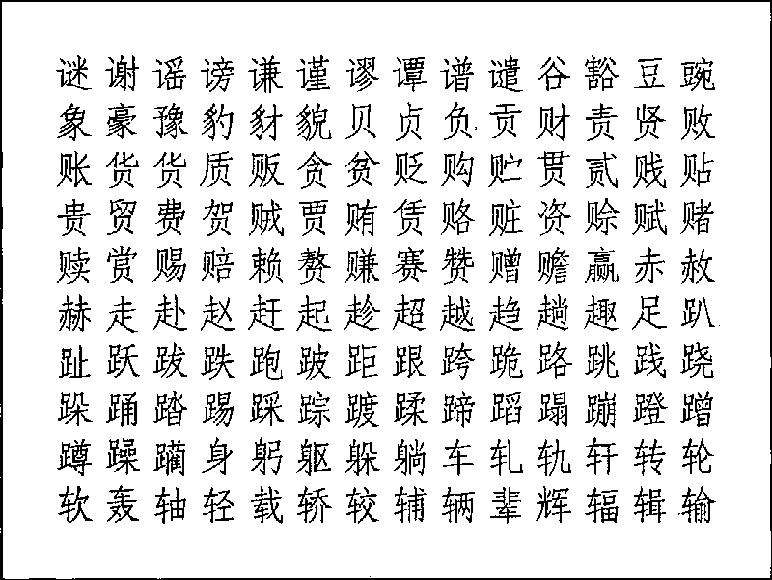 谜谢谣谤谦谨谬谭谱谴谷豁豆豌
象豪豫豹豺貌贝贞负贡财责贤败
账货货质贩贪贫贬购贮贯贰贱贴
贵贸费贺贼贾贿赁赂赃资赊赋赌
赎赏赐赔赖赘赚赛赞赠赡赢赤赦
赫走赴赵赶起趁超越趋趟趣足趴
趾跃跋跌跑跛距跟跨跪路跳践跷
跺踊踏踢踩踪踱蹂蹄蹈蹋蹦蹬蹭
蹲躁躏身躬躯躲躺车轧轨轩转轮
软轰轴轻载轿较辅辆辈辉辐辑输